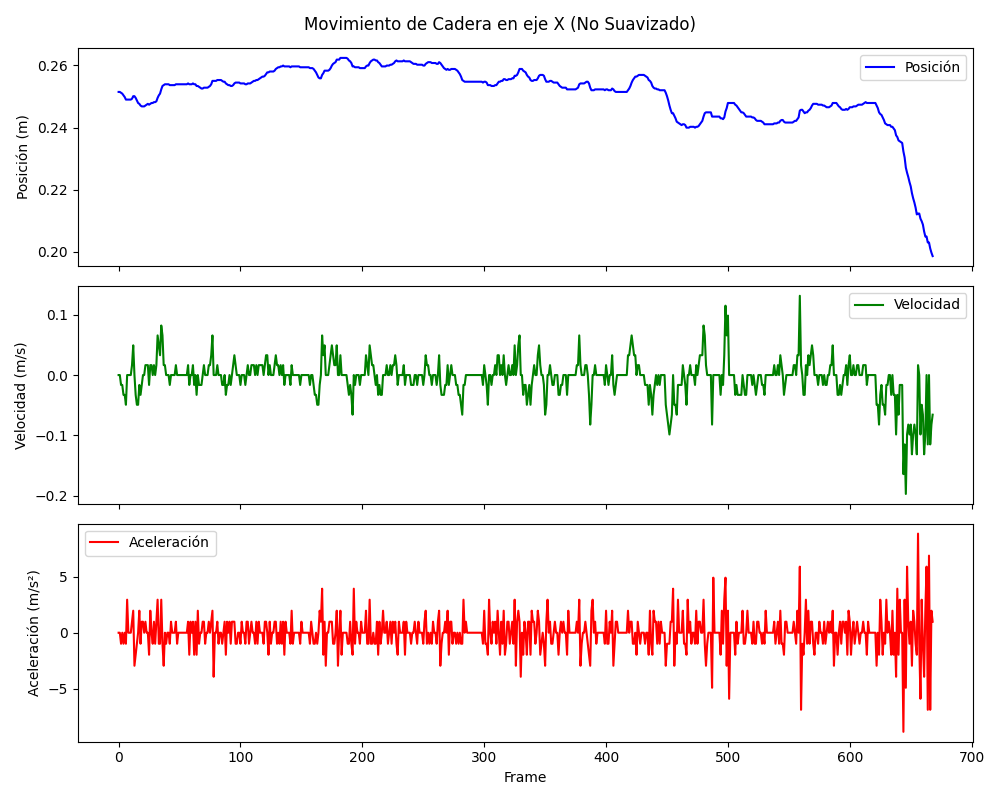 Movimiento de Cadera en eje X (No Suavizado)
Posición (m)
0.26
0.24
0.22
0.20
Posición
Velocidad (m/s)
0.1
0.0
−0.1
−0.2
Velocidad
Aceleración (m/s²)
5
0
−5
Aceleración
0 100 200 300 400 500 600 700
Frame